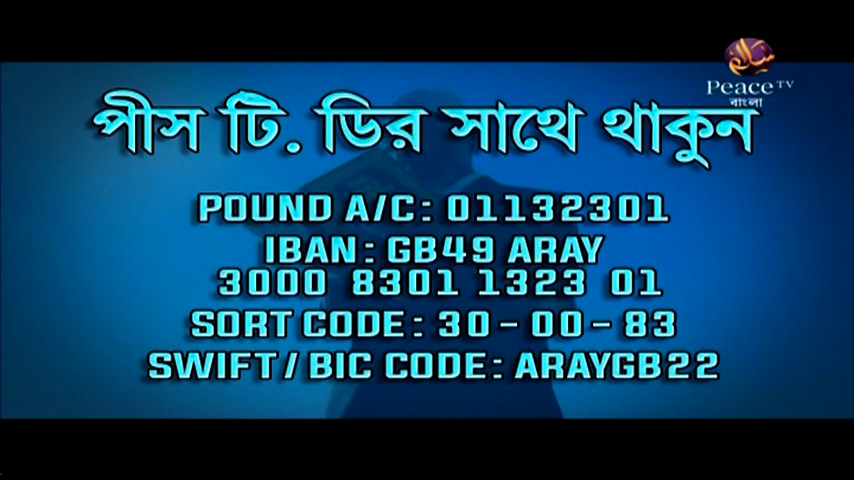 Peace TV
বাংলা
পীস টি. ভির সাথে থাকুন
POUND A/C: 01132301
IBAN: GB49 ARAY
3000 8301 1323 01
SORT CODE: 30-00-83
SWIFT/BIC CODE: ARAYGB22